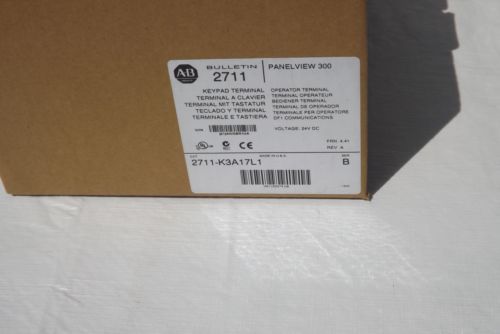 AB
BULLETIN
2711
PANELVIEW 300
KEYPAD TERMINAL
TERMINAL A CLAVIER
TERMINAL MIT TASTATUR
TECLADO Y TERMINAL
TERMINALE E TASTIERA
OPERATOR TERMINAL
TERMINAL OPERATEUR
BEDIENER TERMINAL
TERMINAL DE OPERADOR
TERMINALE PER OPERATORE
DF1 COMMUNICATIONS
S/N
VOLTAGE: 24V DC
FRN: 4.41
REV: A
CAT
2711-K3A17L1
MADE IN U.S.A.
SER
B